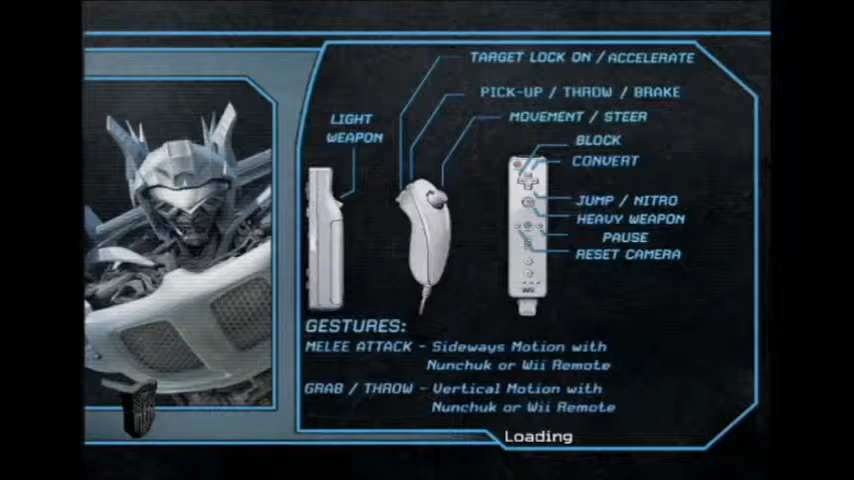 TARGET LOCK ON / ACCELERATE
PICK-UP / THROW / BRAKE
MOVEMENT / STEER
LIGHT
WEAPON
BLOCK
CONVERT
JUMP / NITRO
HEAVY WEAPON
PAUSE
RESET CAMERA
Wii
GESTURES:
MELEE ATTACK - Sideways Motion with
Nunchuk or Wii Remote
GRAB / THROW - Vertical Motion with
Nunchuk or Wii Remote
Loading